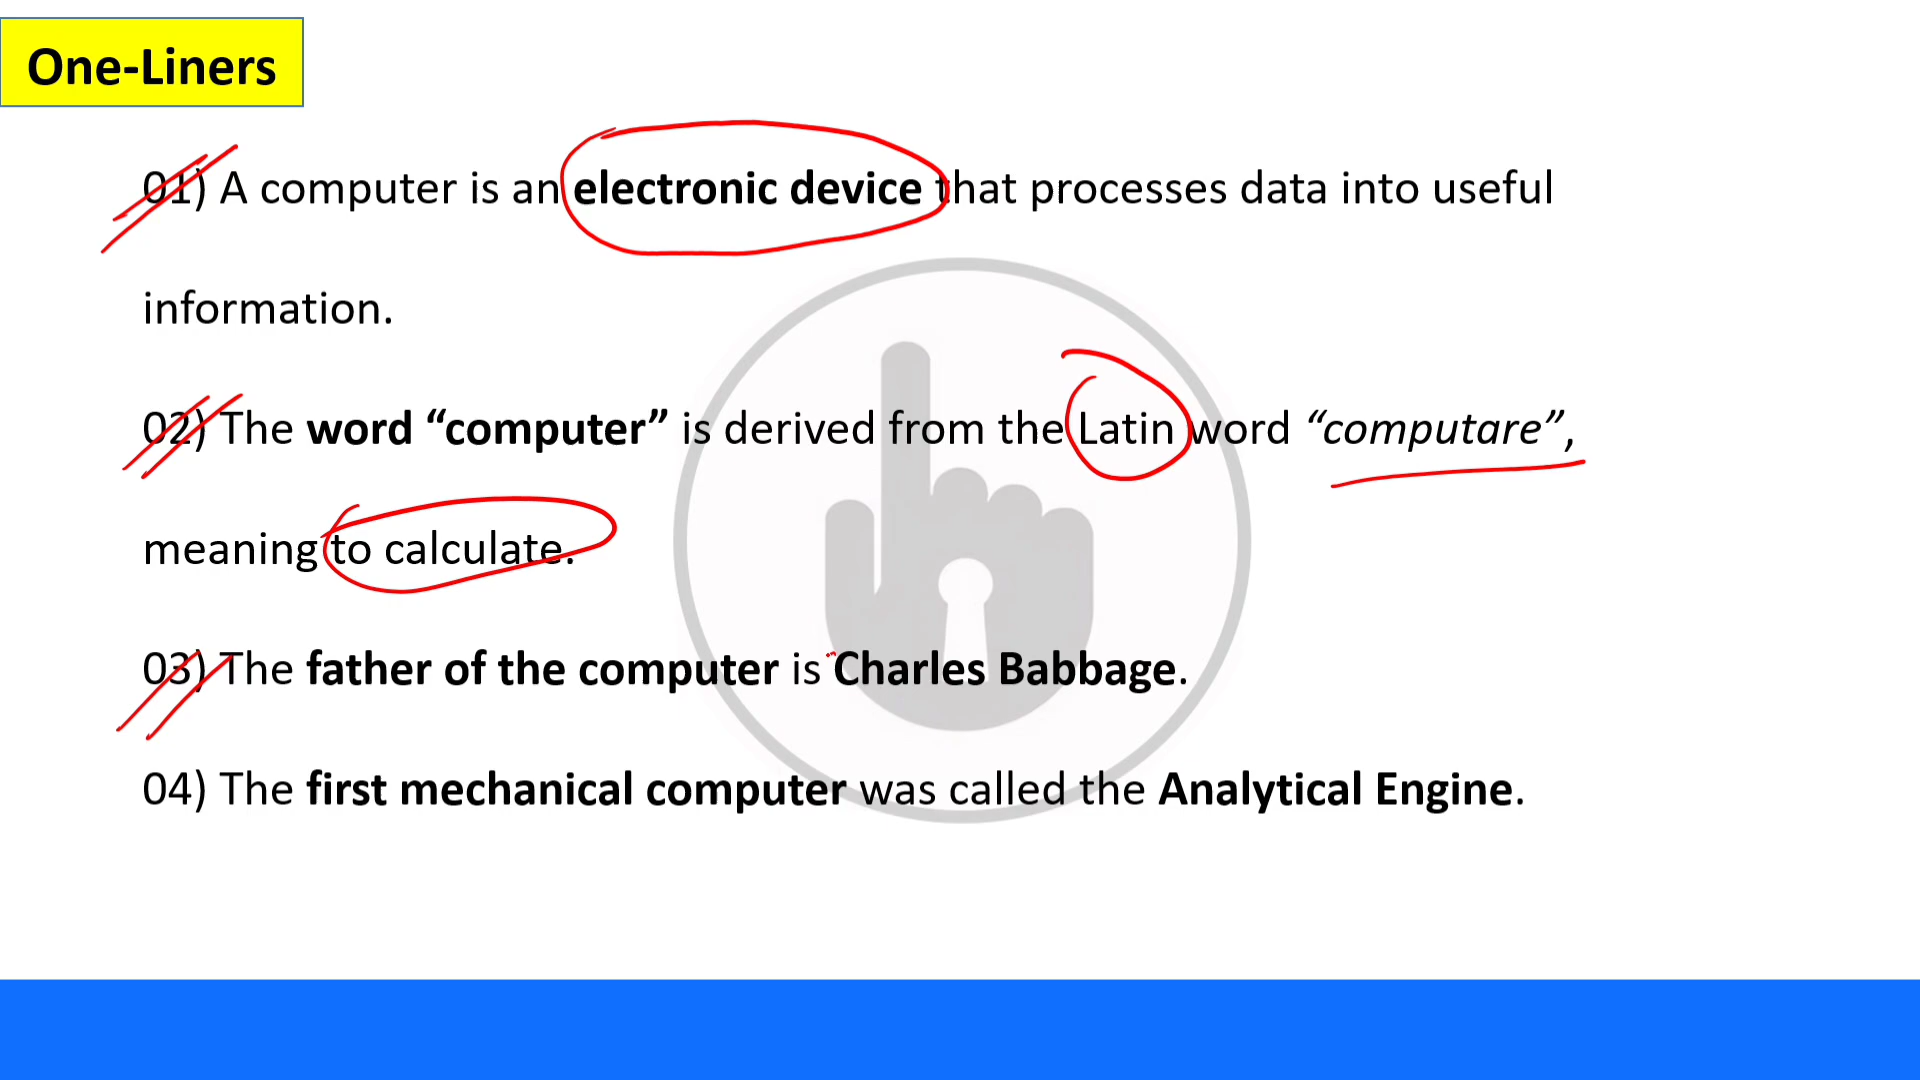 One-Liners
01) A computer is an electronic device that processes data into useful
information.
02) The word “computer” is derived from the Latin word “computare”,
meaning to calculate.
03) The father of the computer is Charles Babbage.
04) The first mechanical computer was called the Analytical Engine.